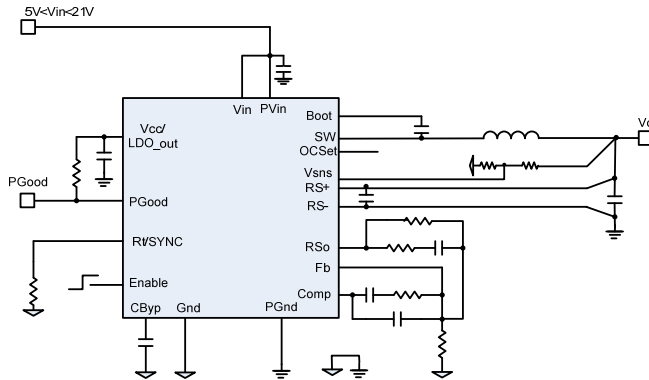 5V<Vin<21V
Vin PVin
Boot
Vcc/
LDO_out
SW
OCSet
Vsns
PGood
PGood
RS+
RS-
Rt/SYNC
RSo
Fb
Enable
Comp
CByp Gnd PGnd